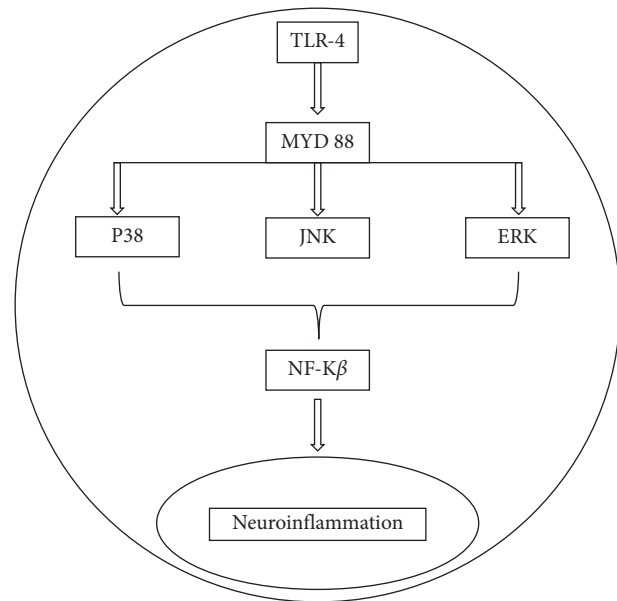 TLR-4
MYD 88
P38
JNK
ERK
NF-Kβ
Neuroinflammation